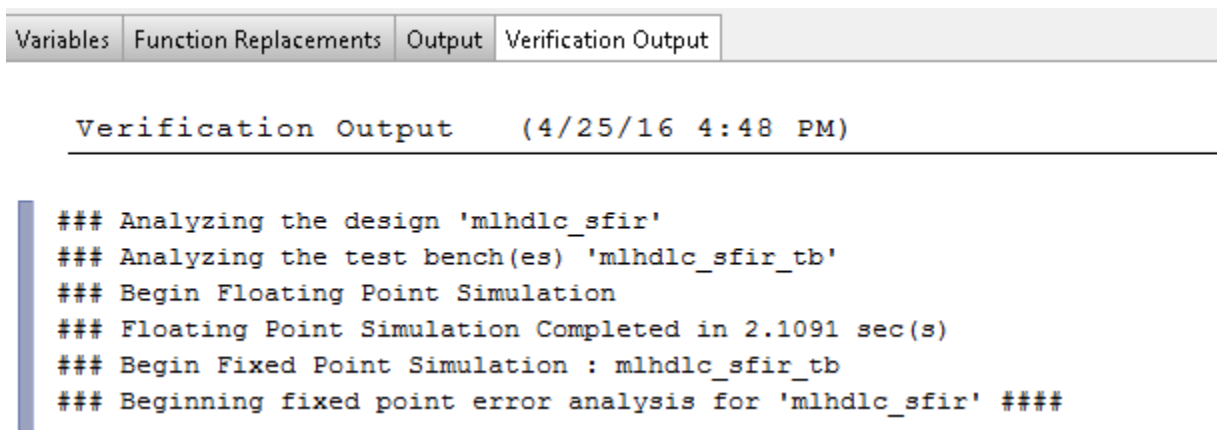 Variables Function Replacements Output Verification Output
Verification Output (4/25/16 4:48 PM)
### Analyzing the design 'mlhdlc_sfir'
### Analyzing the test bench(es) 'mlhdlc_sfir_tb'
### Begin Floating Point Simulation
### Floating Point Simulation Completed in 2.1091 sec(s)
### Begin Fixed Point Simulation : mlhdlc_sfir_tb
### Beginning fixed point error analysis for 'mlhdlc_sfir' ####